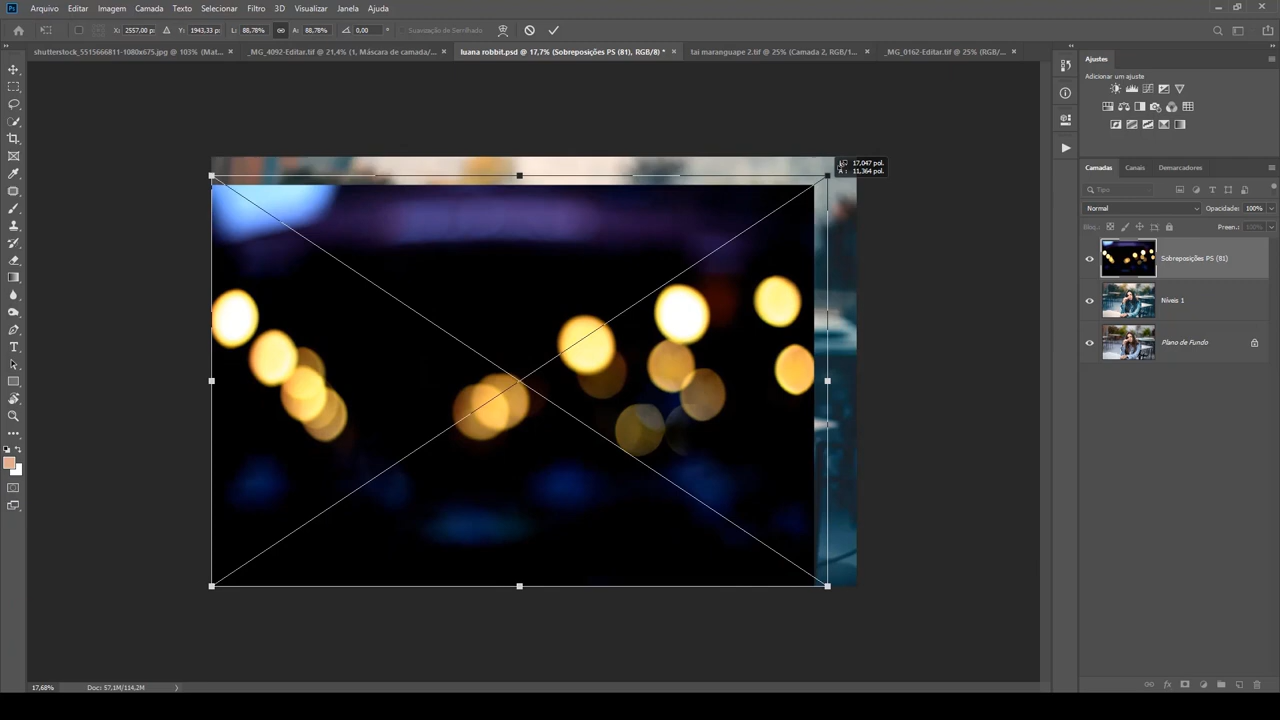 Ps Arquivo Editar Imagem Camada Texto Selecionar Filtro 3D Visualizar Janela Ajuda
X: 2557,00 px Y: 1943,33 px L: 88,78% A: 88,78% 0,00 ° Suavização de Serrilhado
shutterstock_5515666811-1080x675.jpg @ 103% (Mat... × _MG_4092-Editar.tif @ 21,4% (1, Máscara de camada/... × luana robbit.psd @ 17,7% (Sobreposições PS (81), RGB/8) * × tai maranguape 2.tif @ 25% (Camada 2, RGB/1... × _MG_0162-Editar.tif @ 25% (RGB/... ×
Ajustes
Adicionar um ajuste
17,047 pol.
A : 11,364 pol.
Camadas Canais Demarcadores
Tipo
Normal Opacidade: 100%
Bloq.: Preen.: 100%
Sobreposições PS (81)
Níveis 1
Plano de Fundo
17,68% Doc: 57,1M/114,2M